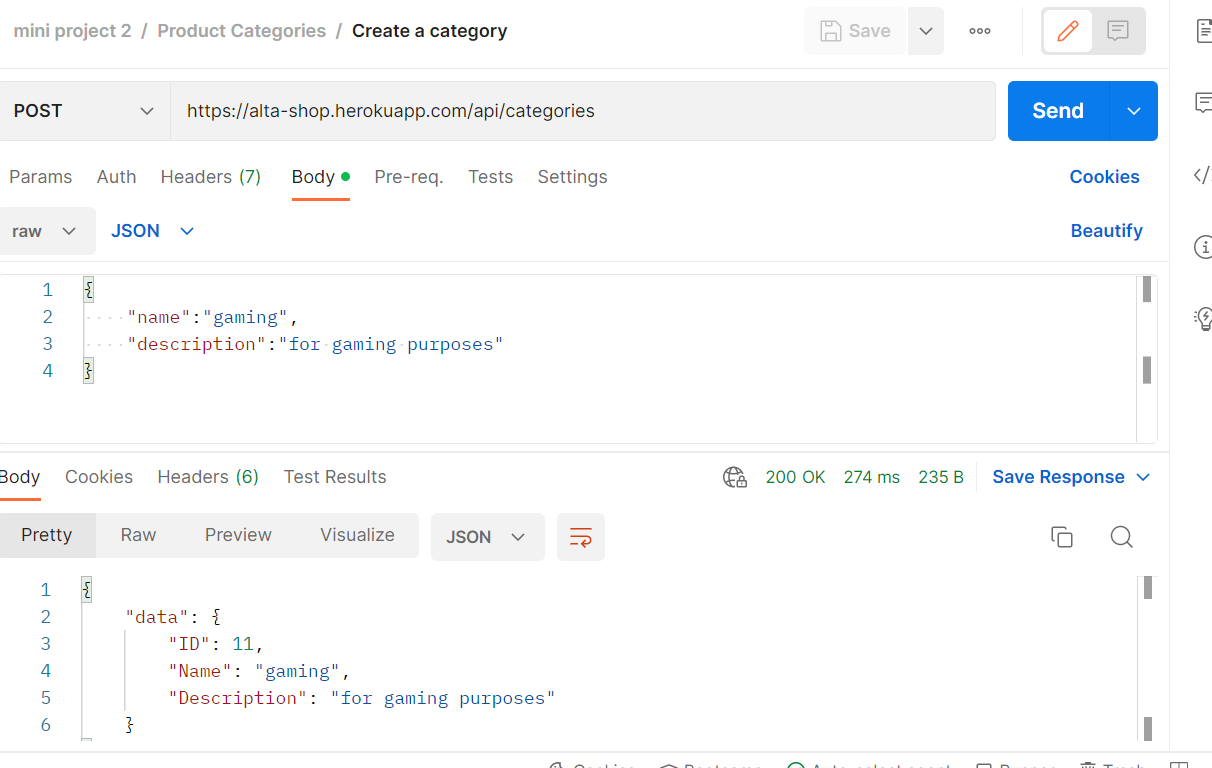 mini project 2 / Product Categories / Create a category
Save
POST
https://alta-shop.herokuapp.com/api/categories
Send
Params Auth Headers (7) Body Pre-req. Tests Settings Cookies
raw JSON Beautify
1 {
2 "name":"gaming",
3 "description":"for gaming purposes"
4 }
Body Cookies Headers (6) Test Results 200 OK 274 ms 235 B Save Response
Pretty Raw Preview Visualize JSON
1 {
2 "data": {
3 "ID": 11,
4 "Name": "gaming",
5 "Description": "for gaming purposes"
6 }